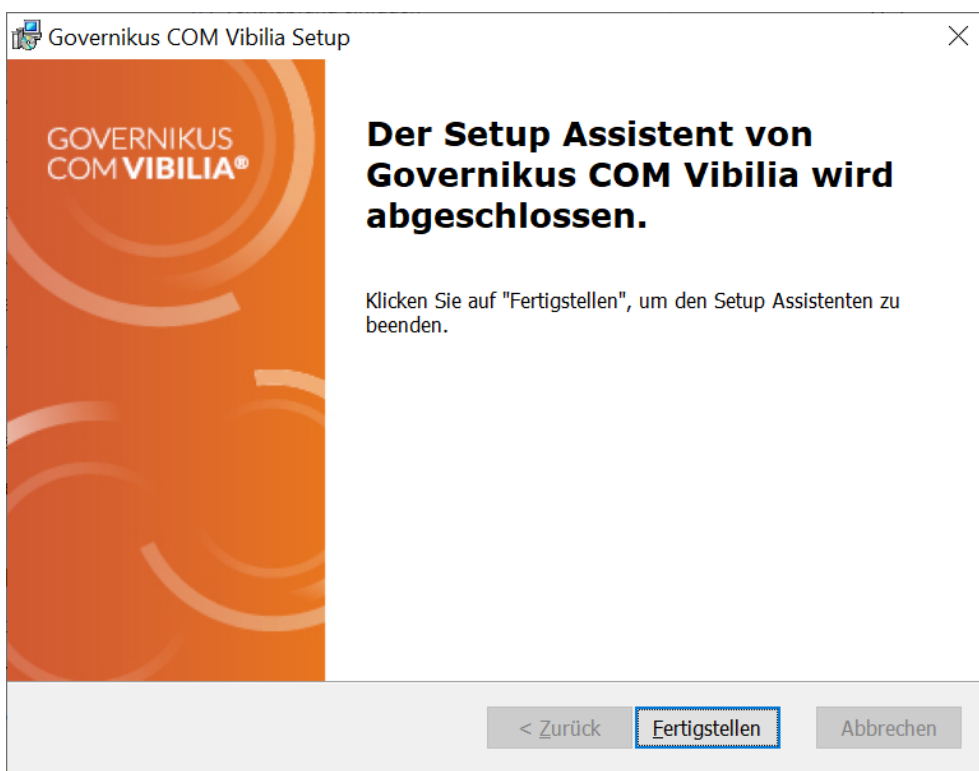 Governikus COM Vibilia Setup
GOVERNIKUS
COM VIBILIA®
Der Setup Assistent von
Governikus COM Vibilia wird
abgeschlossen.
Klicken Sie auf "Fertigstellen", um den Setup Assistenten zu
beenden.
< Zurück Fertigstellen Abbrechen